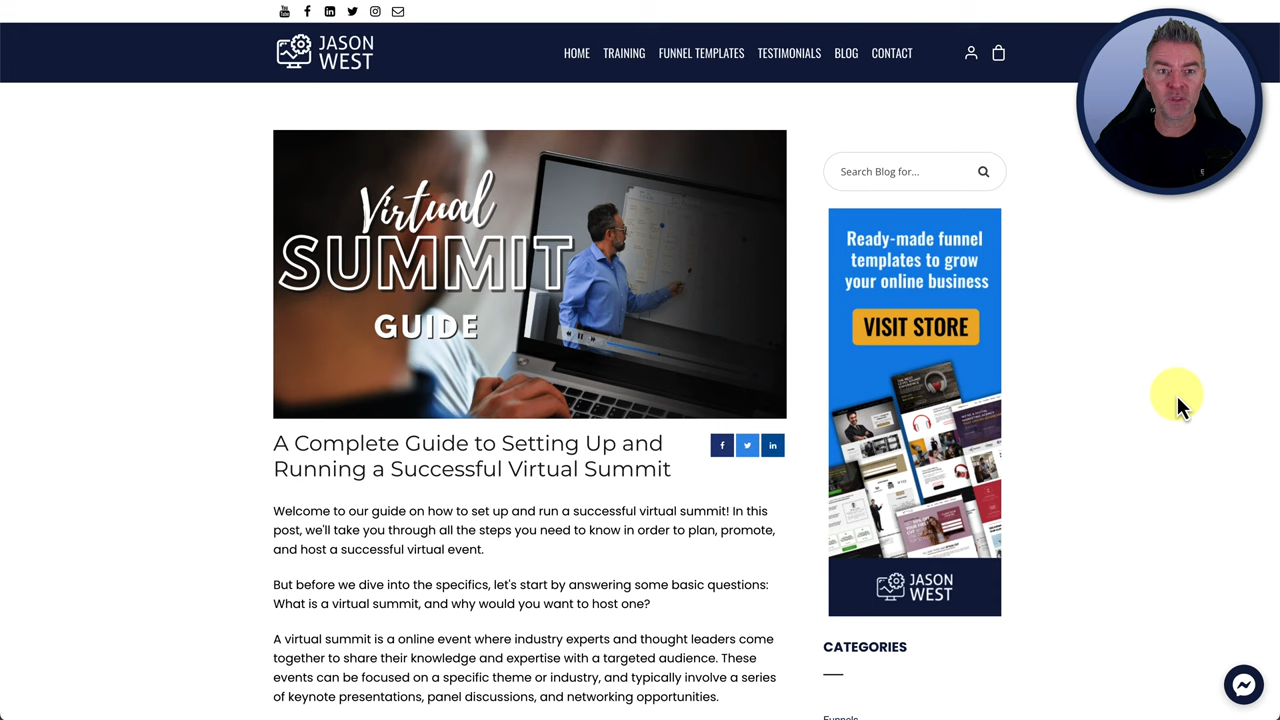 JASON
WEST
HOME TRAINING FUNNEL TEMPLATES TESTIMONIALS BLOG CONTACT
Virtual
SUMMIT
GUIDE
A Complete Guide to Setting Up and
Running a Successful Virtual Summit
Welcome to our guide on how to set up and run a successful virtual summit! In this
post, we'll take you through all the steps you need to know in order to plan, promote,
and host a successful virtual event.
But before we dive into the specifics, let's start by answering some basic questions:
What is a virtual summit, and why would you want to host one?
A virtual summit is a online event where industry experts and thought leaders come
together to share their knowledge and expertise with a targeted audience. These
events can be focused on a specific theme or industry, and typically involve a series
of keynote presentations, panel discussions, and networking opportunities.
Search Blog for...
Ready-made funnel
templates to grow
your online business
VISIT STORE
JASON
WEST
CATEGORIES
Funnels